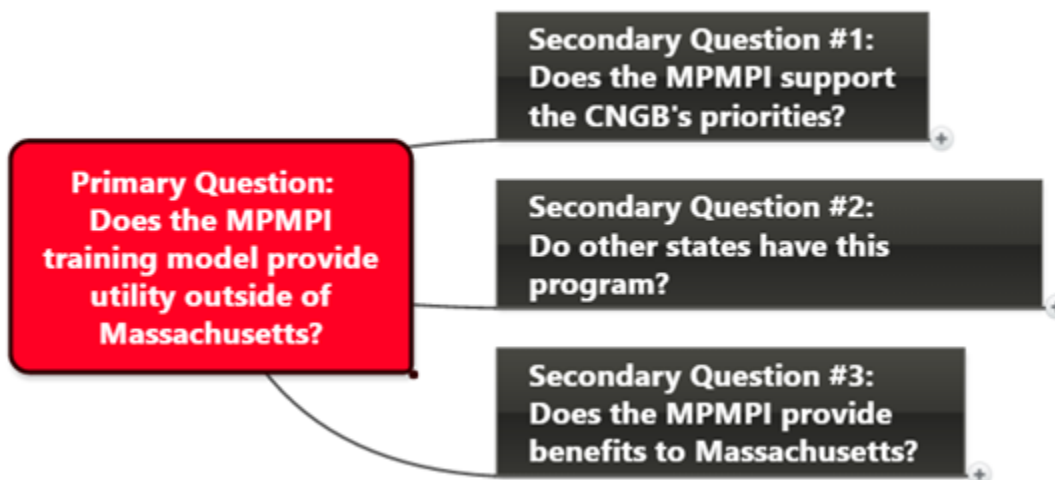 Primary Question:
Does the MPMPI
training model provide
utility outside of
Massachusetts?
Secondary Question #1:
Does the MPMPI support
the CNGB's priorities?
Secondary Question #2:
Do other states have this
program?
Secondary Question #3:
Does the MPMPI provide
benefits to Massachusetts?